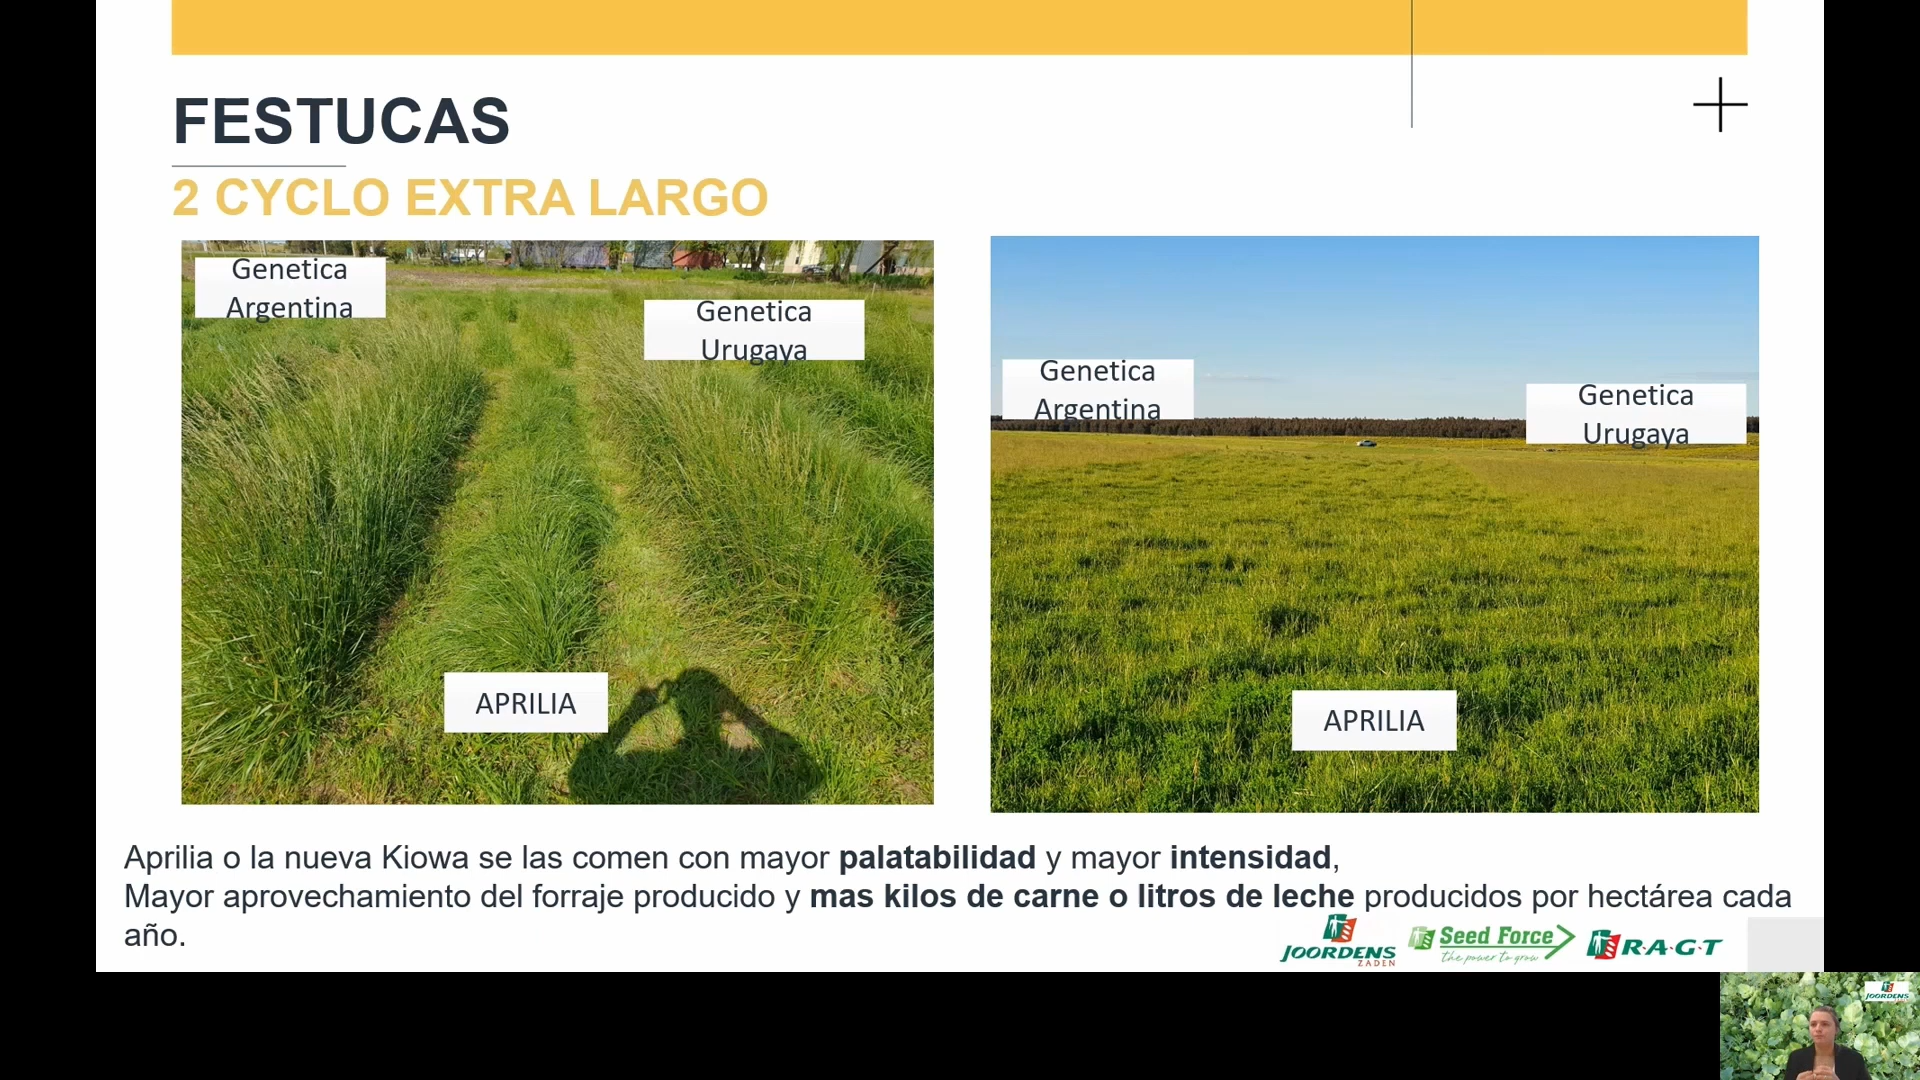 FESTUCAS
2 CYCLO EXTRA LARGO
Genetica
Argentina
Genetica
Urugaya
APRILIA
Genetica
Argentina
Genetica
Urugaya
APRILIA
Aprilia o la nueva Kiowa se las comen con mayor palatabilidad y mayor intensidad,
Mayor aprovechamiento del forraje producido y mas kilos de carne o litros de leche producidos por hectárea cada
año.
JOORDENS
ZADEN
Seed Force
the power to grow
R.A.G.T
JOORDENS